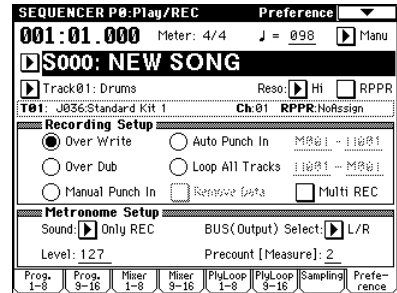 SEQUENCER P0:Play/REC Preference
001:01.000 Meter: 4/4 ♩ = 098 Manu
S000: NEW SONG
Track01: Drums Reso: Hi RPPR
T01: J036:Standard Kit 1 Ch:01 RPPR:NoAssign
Recording Setup
Over Write Auto Punch In M001 - M001
Over Dub Loop All Tracks M001 - M001
Manual Punch In Remove Data Multi REC
Metronome Setup
Sound: Only REC BUS(Output) Select: L/R
Level: 127 Precount [Measure]: 2
Prog. 1-8 Prog. 9-16 Mixer 1-8 Mixer 9-16 PlyLoop 1-8 PlyLoop 9-16 Sampling Prefe-rence